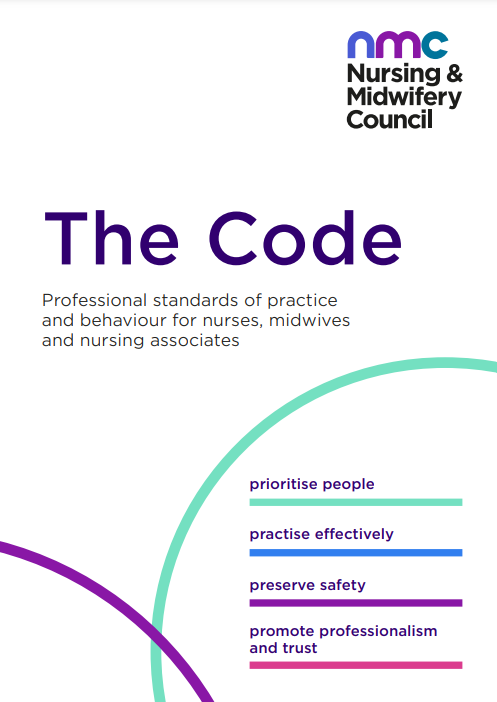 nmc
Nursing &
Midwifery
Council
The Code
Professional standards of practice
and behaviour for nurses, midwives
and nursing associates
prioritise people
practise effectively
preserve safety
promote professionalism
and trust